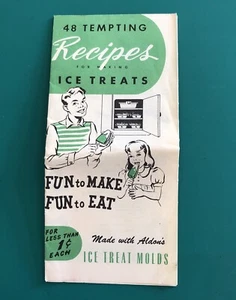 48 TEMPTING
Recipes
FOR MAKING
ICE TREATS
FUN to MAKE
FUN to EAT
FOR
LESS THAN
1¢
EACH
Made with Aldon's
ICE TREAT MOLDS